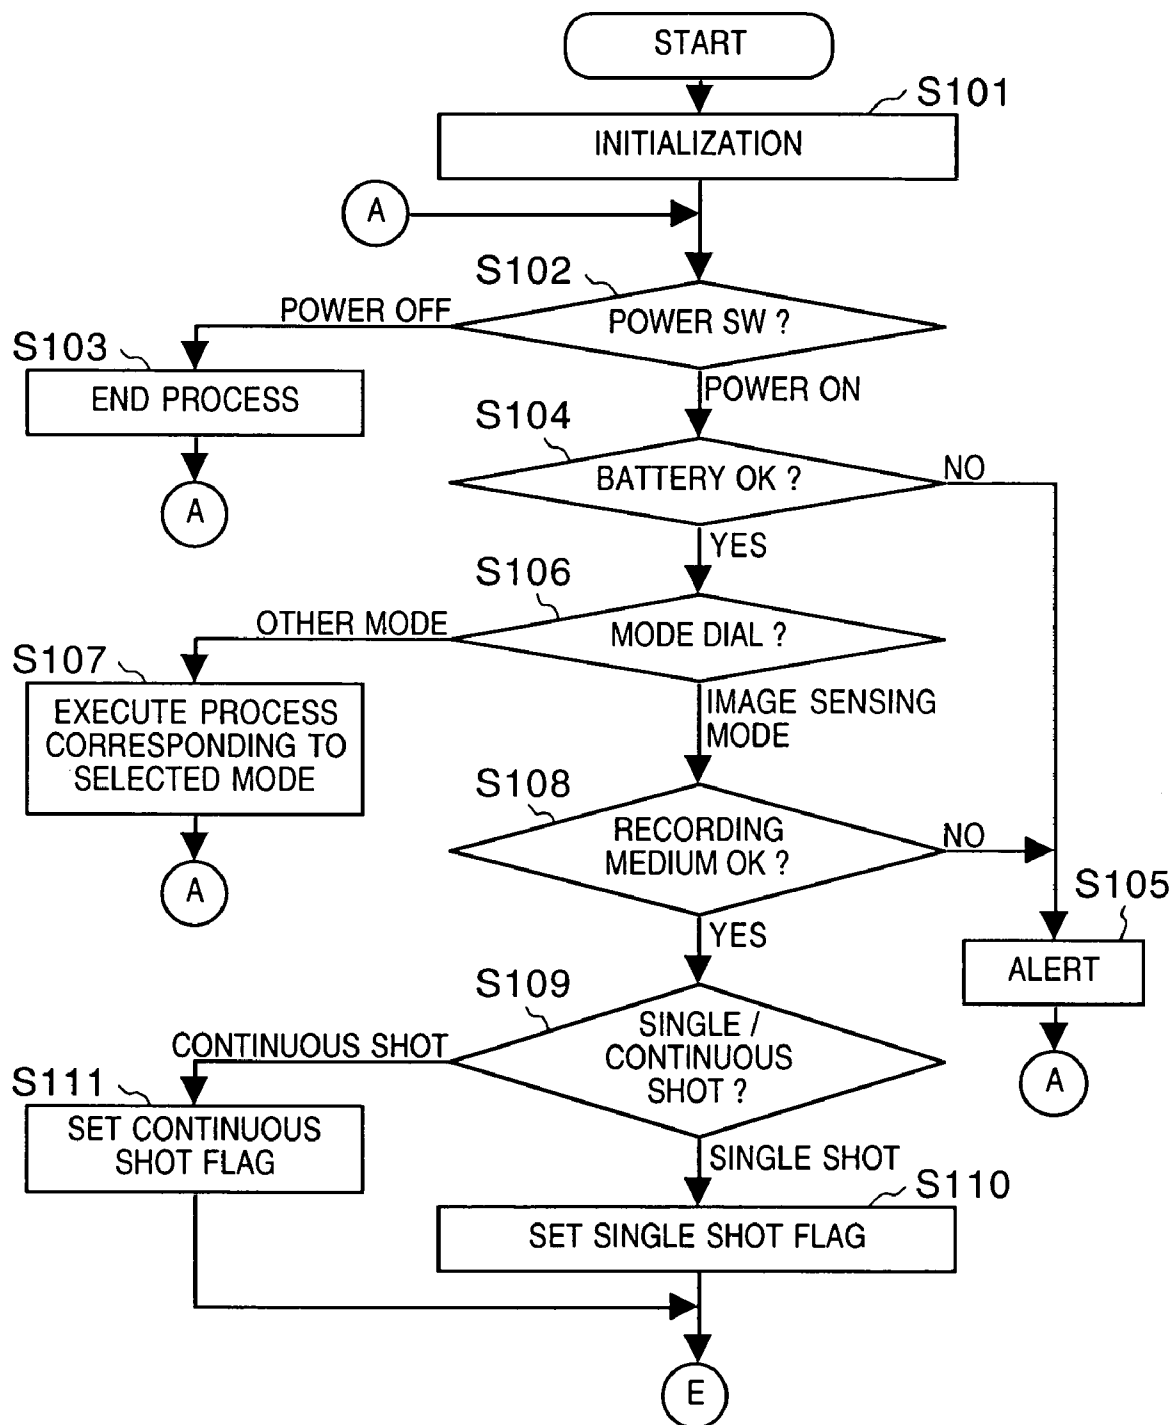 START
S101
INITIALIZATION
A
S102
POWER SW ?
POWER OFF
S103
END PROCESS
A
POWER ON
S104
BATTERY OK ?
NO
YES
S106
MODE DIAL ?
OTHER MODE
S107
EXECUTE PROCESS
CORRESPONDING TO
SELECTED MODE
A
IMAGE SENSING
MODE
S108
RECORDING
MEDIUM OK ?
NO
S105
ALERT
A
YES
S109
SINGLE /
CONTINUOUS
SHOT ?
CONTINUOUS SHOT
S111
SET CONTINUOUS
SHOT FLAG
SINGLE SHOT
S110
SET SINGLE SHOT FLAG
E